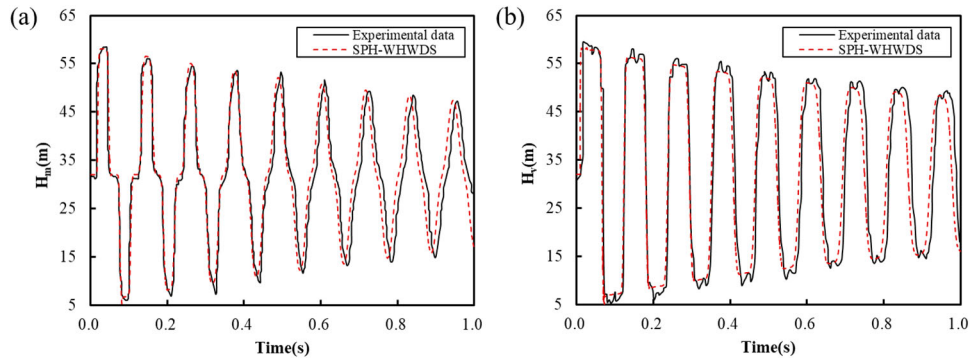 (a)
65
55
45
35
25
15
5
Hm(m)
0.0 0.2 0.4 0.6 0.8 1.0
Time(s)
Experimental data
SPH-WHWDS
(b)
65
55
45
35
25
15
5
Hv(m)
0.0 0.2 0.4 0.6 0.8 1.0
Time(s)
Experimental data
SPH-WHWDS